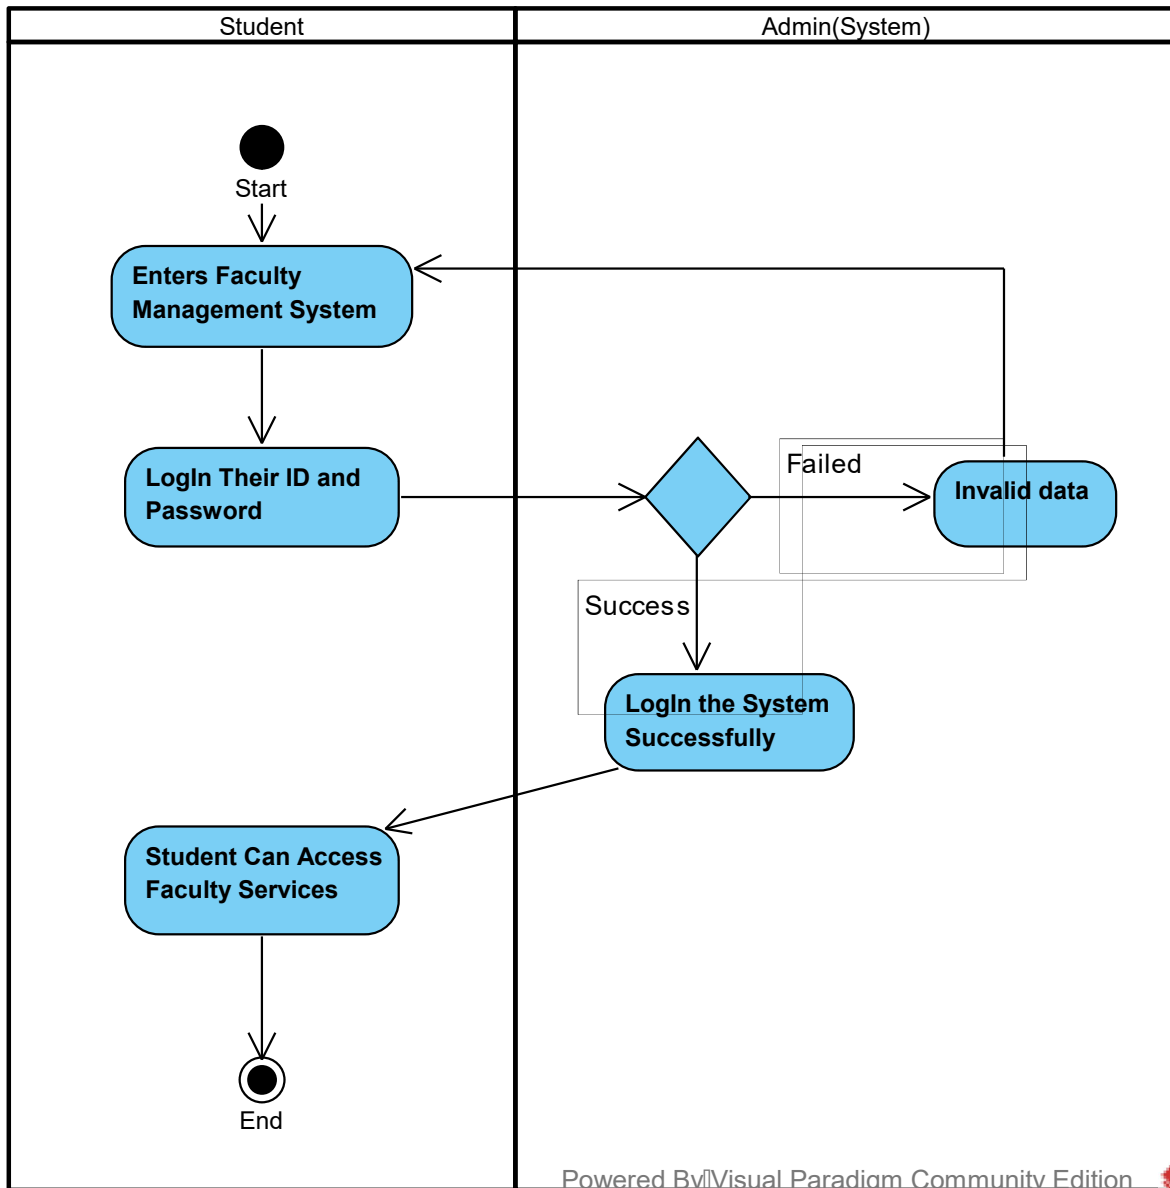 Student
Admin(System)
Start
Enters Faculty
Management System
LogIn Their ID and
Password
Failed
Invalid data
Success
LogIn the System
Successfully
Student Can Access
Faculty Services
End
Powered By Visual Paradigm Community Edition